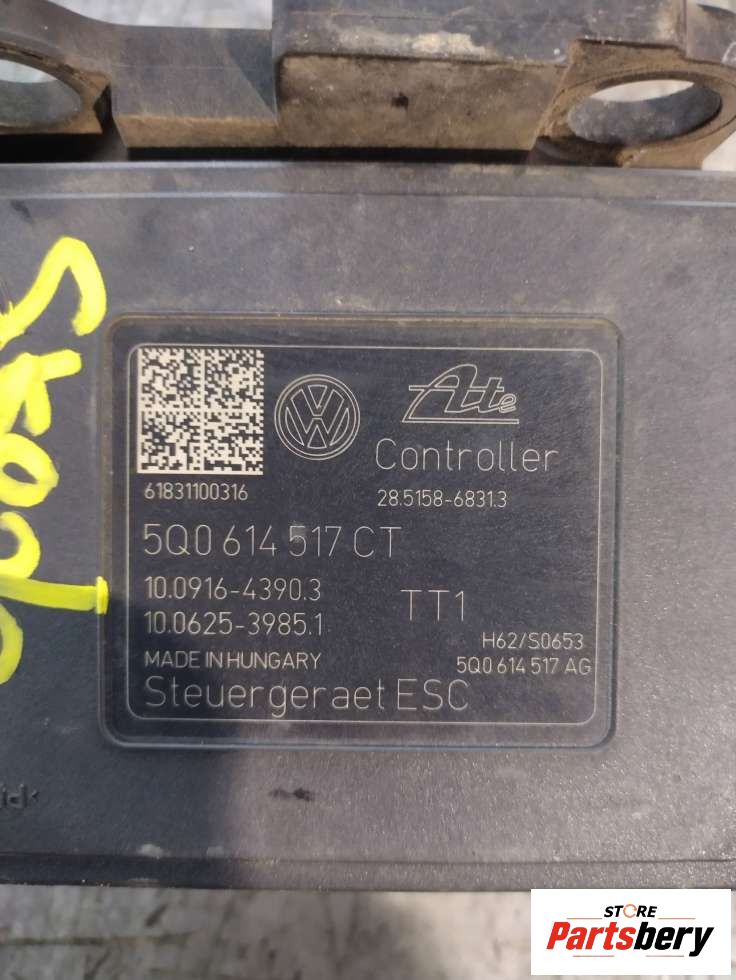 Ate
Controller
61831100316
28.5158-6831.3
5Q0 614 517 CT
10.0916-4390.3
TT1
10.0625-3985.1
H62/S0653
MADE IN HUNGARY
5Q0 614 517 AG
Steuergeraet ESC
STORE
Partsbery